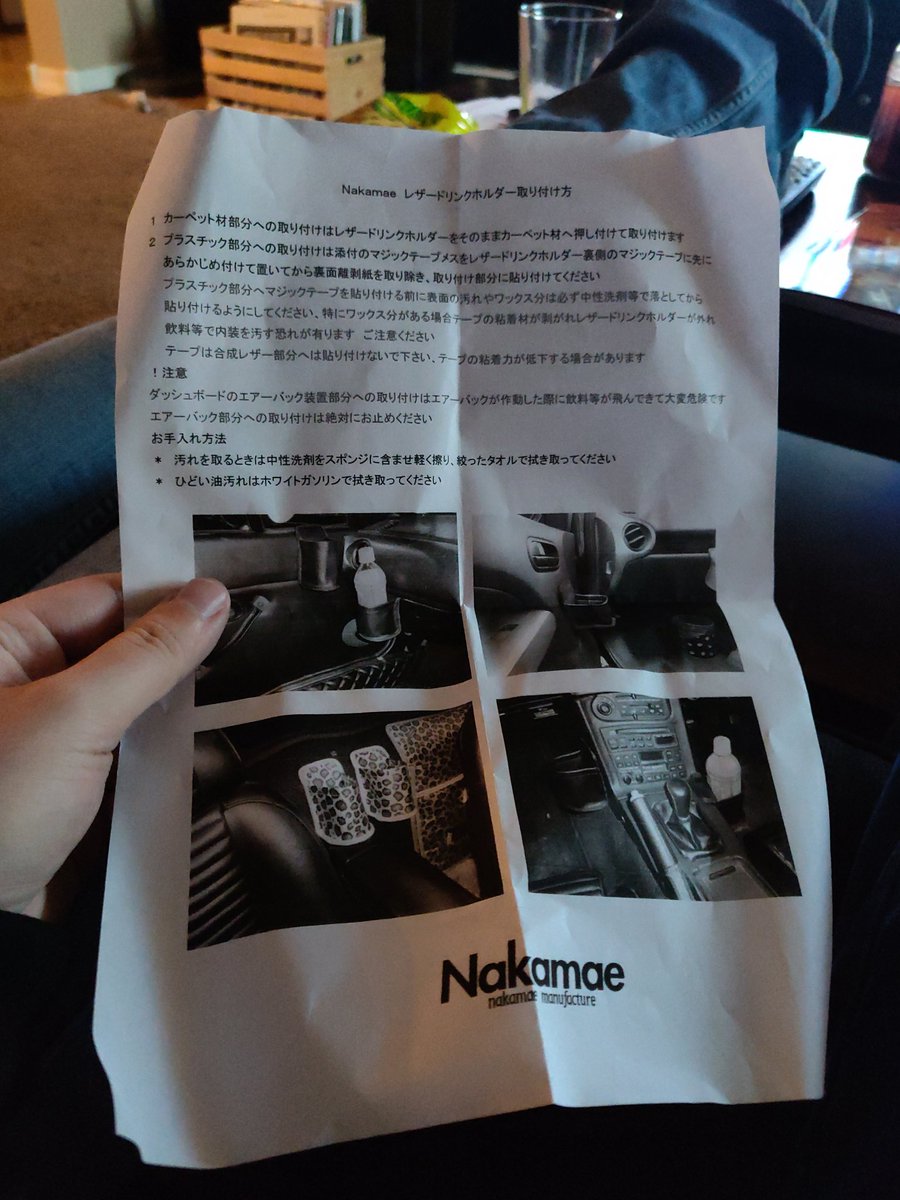 Nakamae レザードリンクホルダー取り付け方
1 カーペット材部分への取り付けはレザードリンクホルダーをそのままカーペット材へ押し付けて取り付けます
2 プラスチック部分への取り付けは添付のマジックテープメスをレザードリンクホルダー裏側のマジックテープに先に
あらかじめ付けて置いてから裏面離剥紙を取り除き、取り付け部分に貼り付けてください
プラスチック部分へマジックテープを貼り付ける前に表面の汚れやワックス分は必ず中性洗剤等で落としてから
貼り付けるようにしてください、特にワックス分がある場合テープの粘着材が剥がれレザードリンクホルダーが外れ
飲料等で内装を汚す恐れが有ります ご注意ください
テープは合成レザー部分へは貼り付けないで下さい、テープの粘着力が低下する場合があります
！注意
ダッシュボードのエアーバック装置部分への取り付けはエアーバックが作動した際に飲料等が飛んできて大変危険です
エアーバック部分への取り付けは絶対にお止めください
お手入れ方法
* 汚れを取るときは中性洗剤をスポンジに含ませ軽く擦り、絞ったタオルで拭き取ってください
* ひどい油汚れはホワイトガソリンで拭き取ってください
Nakamae
nakamae manufacture